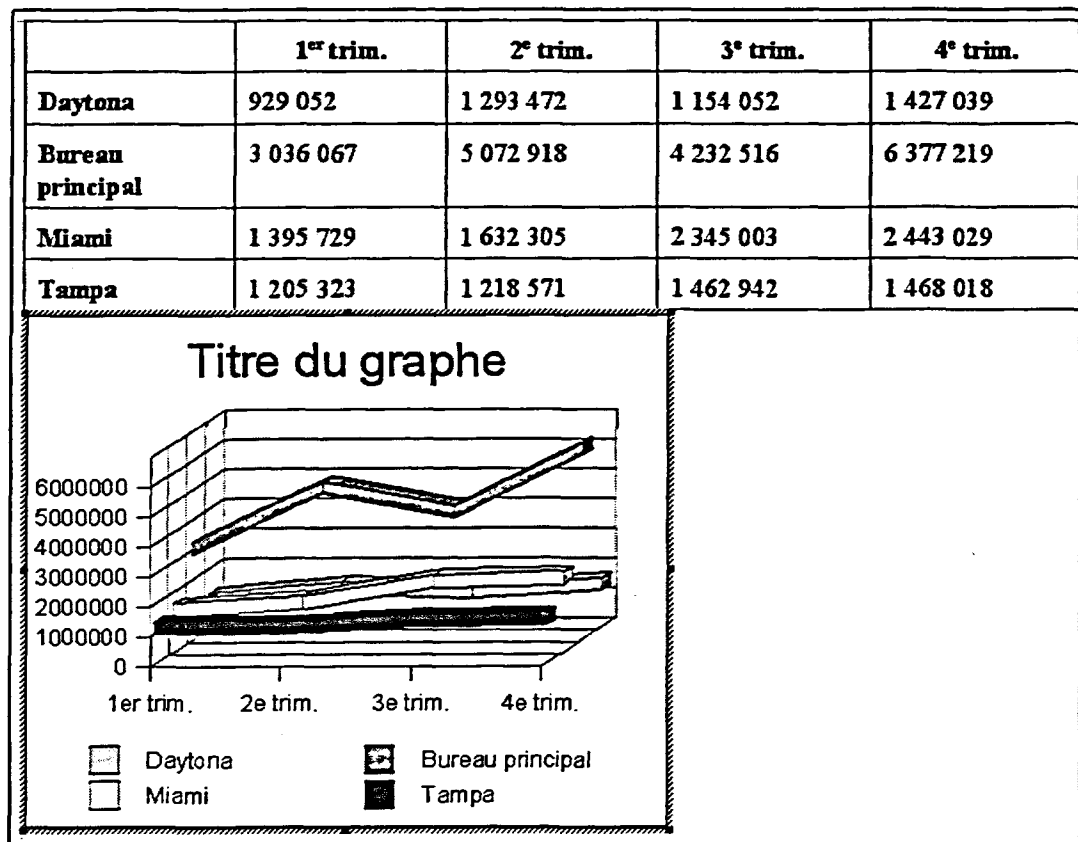 1er trim. 2e trim. 3e trim. 4e trim.
Daytona 929 052 1 293 472 1 154 052 1 427 039
Bureau principal 3 036 067 5 072 918 4 232 516 6 377 219
Miami 1 395 729 1 632 305 2 345 003 2 443 029
Tampa 1 205 323 1 218 571 1 462 942 1 468 018
Titre du graphe
6000000
5000000
4000000
3000000
2000000
1000000
0
1er trim. 2e trim. 3e trim. 4e trim.
Daytona Bureau principal
Miami Tampa